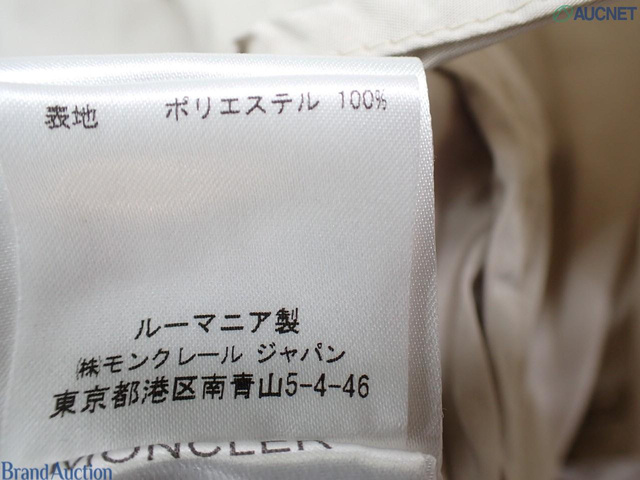 AUCNET
表地 ポリエステル 100%
ルーマニア製
㈱モンクレール ジャパン
東京都港区南青山5-4-46
MONCLER
BrandAuction